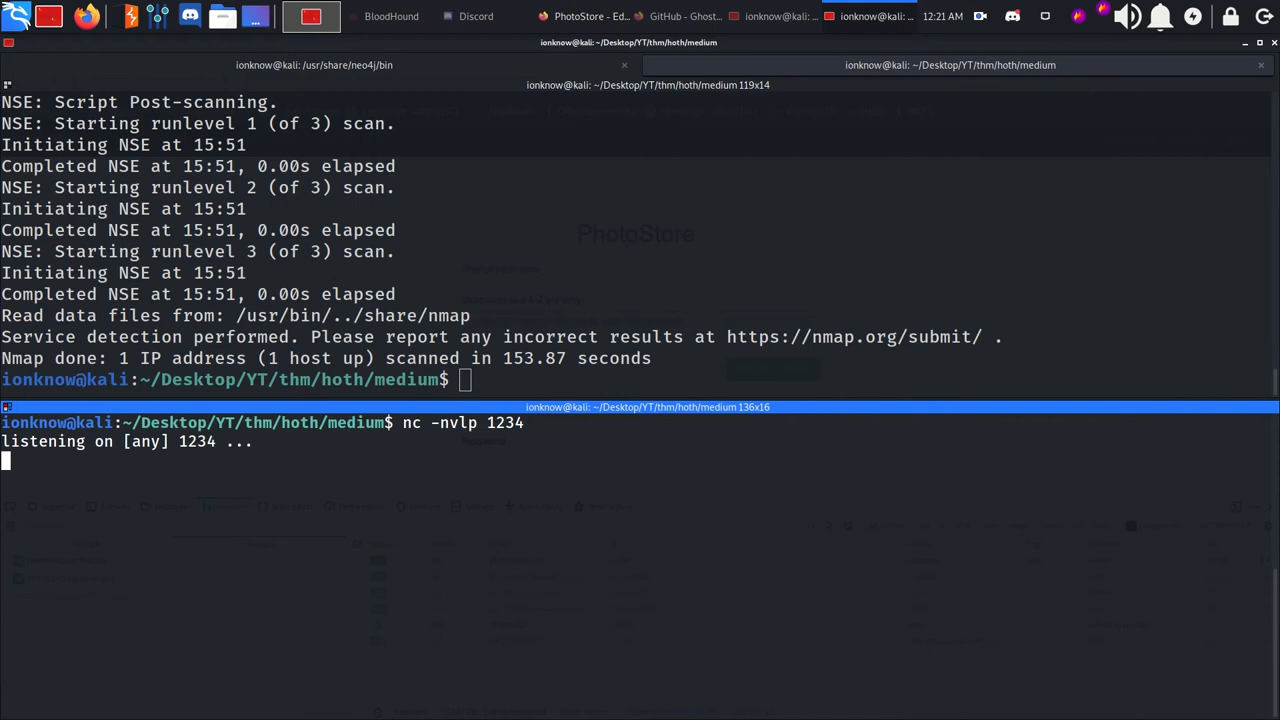 BloodHound
Discord
PhotoStore - Ed...
GitHub - Ghost...
ionknow@kali: ...
ionknow@kali: ...
12:21 AM
ionknow@kali: ~/Desktop/YT/thm/hoth/medium
ionknow@kali: /usr/share/neo4j/bin
ionknow@kali: ~/Desktop/YT/thm/hoth/medium
ionknow@kali: ~/Desktop/YT/thm/hoth/medium 119x14
NSE: Script Post-scanning.
NSE: Starting runlevel 1 (of 3) scan.
Initiating NSE at 15:51
Completed NSE at 15:51, 0.00s elapsed
NSE: Starting runlevel 2 (of 3) scan.
Initiating NSE at 15:51
PhotoStore
Completed NSE at 15:51, 0.00s elapsed
NSE: Starting runlevel 3 (of 3) scan.
Initiating NSE at 15:51
Completed NSE at 15:51, 0.00s elapsed
Read data files from: /usr/bin/../share/nmap
Service detection performed. Please report any incorrect results at https://nmap.org/submit/ .
Nmap done: 1 IP address (1 host up) scanned in 153.87 seconds
ionknow@kali:~/Desktop/YT/thm/hoth/medium$
ionknow@kali: ~/Desktop/YT/thm/hoth/medium 136x16
ionknow@kali:~/Desktop/YT/thm/hoth/medium$ nc -nvlp 1234
listening on [any] 1234 ...